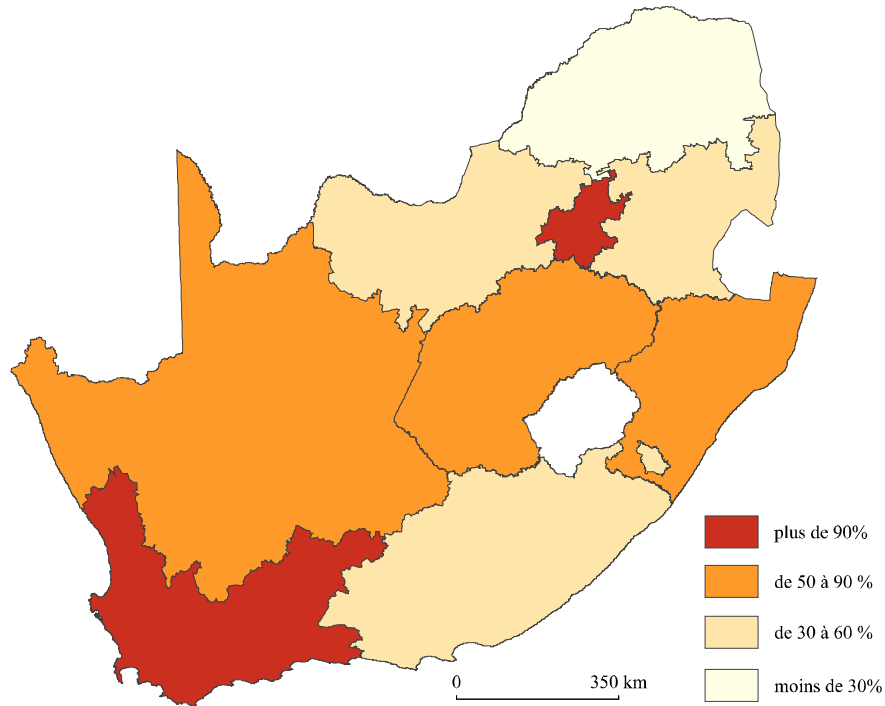 plus de 90%
de 50 à 90 %
de 30 à 60 %
moins de 30%
0 350 km